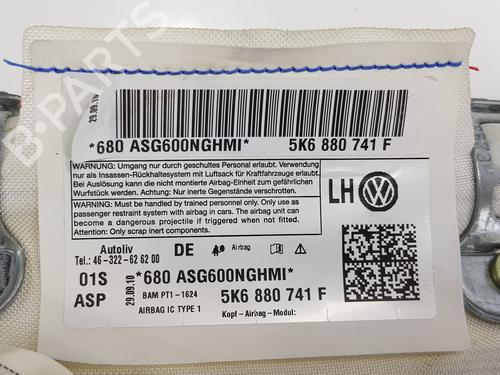 29.09.10
*680 ASG600NGHMI* 5K6 880 741 F
WARNUNG: Umgang nur durch geschultes Personal erlaubt. Verwendung nur als Insassen-Rückhaltesystem mit Luftsack für Kraftfahrzeuge erlaubt.
Bei Auslösung kann die nicht montierte Airbag-Einheit zum gefährlichen Wurfstück werden. Achtung: Nur inerte Gegenstände verschrotten.
WARNING: Must be handled by trained personnel only. Only use as passenger restraint system with airbag in cars. The airbag unit can become a dangerous projectile if triggered when not fitted.
Attention: Only scrap inert components.
LH
Autoliv DE Airbag
Tel.: 46-322-62 62 00
01S *680 ASG600NGHMI*
ASP 29.09.10 BAM PT1-1624 5K6 880 741 F
AIRBAG IC TYPE 1 Kopf-Airbag-Modul:
B-PARTS